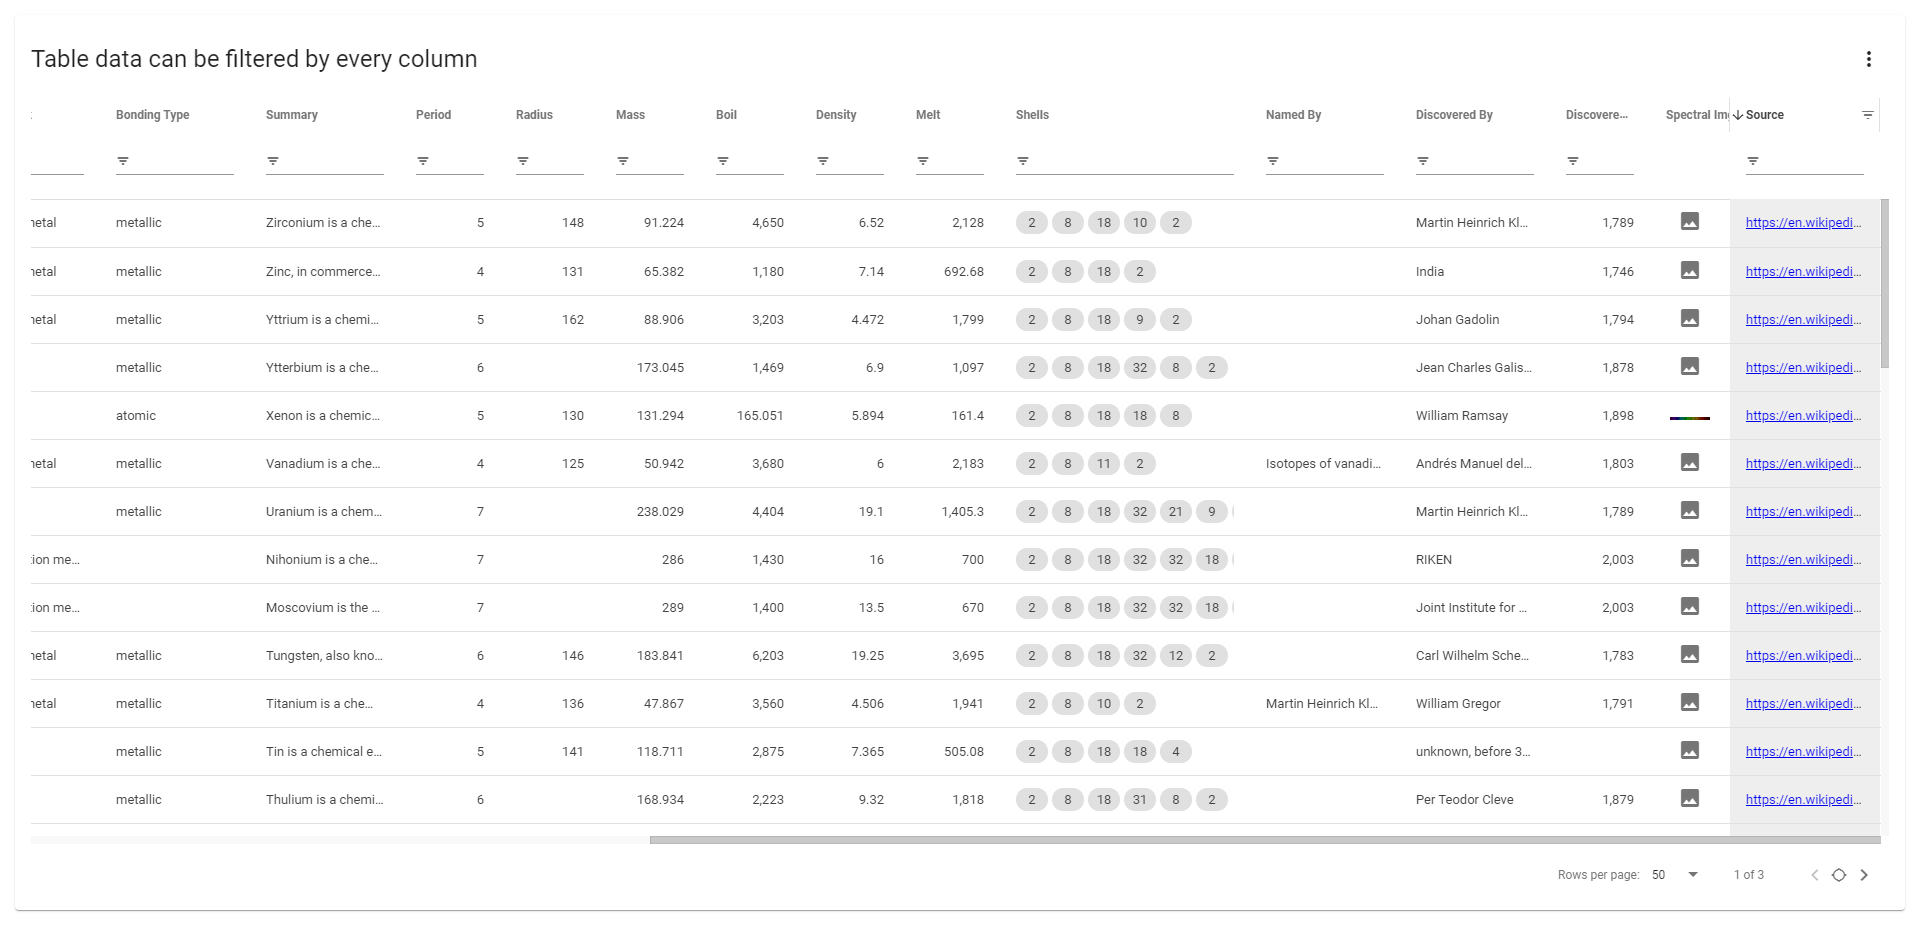 Table data can be filtered by every column
Bonding Type Summary Period Radius Mass Boil Density Melt Shells Named By Discovered By Discovere... Spectral Im Source
etal metallic Zirconium is a che... 5 148 91.224 4,650 6.52 2,128 2 8 18 10 2 Martin Heinrich Kl... 1,789 https://en.wikipedi...
etal metallic Zinc, in commerce... 4 131 65.382 1,180 7.14 692.68 2 8 18 2 India 1,746 https://en.wikipedi...
etal metallic Yttrium is a chemi... 5 162 88.906 3,203 4.472 1,799 2 8 18 9 2 Johan Gadolin 1,794 https://en.wikipedi...
metallic Ytterbium is a che... 6 173.045 1,469 6.9 1,097 2 8 18 32 8 2 Jean Charles Galis... 1,878 https://en.wikipedi...
atomic Xenon is a chemic... 5 130 131.294 165.051 5.894 161.4 2 8 18 18 8 William Ramsay 1,898 https://en.wikipedi...
etal metallic Vanadium is a che... 4 125 50.942 3,680 6 2,183 2 8 11 2 Isotopes of vanadi... Andrés Manuel del... 1,803 https://en.wikipedi...
metallic Uranium is a chem... 7 238.029 4,404 19.1 1,405.3 2 8 18 32 21 9 Martin Heinrich Kl... 1,789 https://en.wikipedi...
tion me... Nihonium is a che... 7 286 1,430 16 700 2 8 18 32 32 18 RIKEN 2,003 https://en.wikipedi...
tion me... Moscovium is the ... 7 289 1,400 13.5 670 2 8 18 32 32 18 Joint Institute for ... 2,003 https://en.wikipedi...
etal metallic Tungsten, also kno... 6 146 183.841 6,203 19.25 3,695 2 8 18 32 12 2 Carl Wilhelm Sche... 1,783 https://en.wikipedi...
etal metallic Titanium is a che... 4 136 47.867 3,560 4.506 1,941 2 8 10 2 Martin Heinrich Kl... William Gregor 1,791 https://en.wikipedi...
metallic Tin is a chemical e... 5 141 118.711 2,875 7.365 505.08 2 8 18 18 4 unknown, before 3... https://en.wikipedi...
metallic Thulium is a chemi... 6 168.934 2,223 9.32 1,818 2 8 18 31 8 2 Per Teodor Cleve 1,879 https://en.wikipedi...
Rows per page: 50 1 of 3